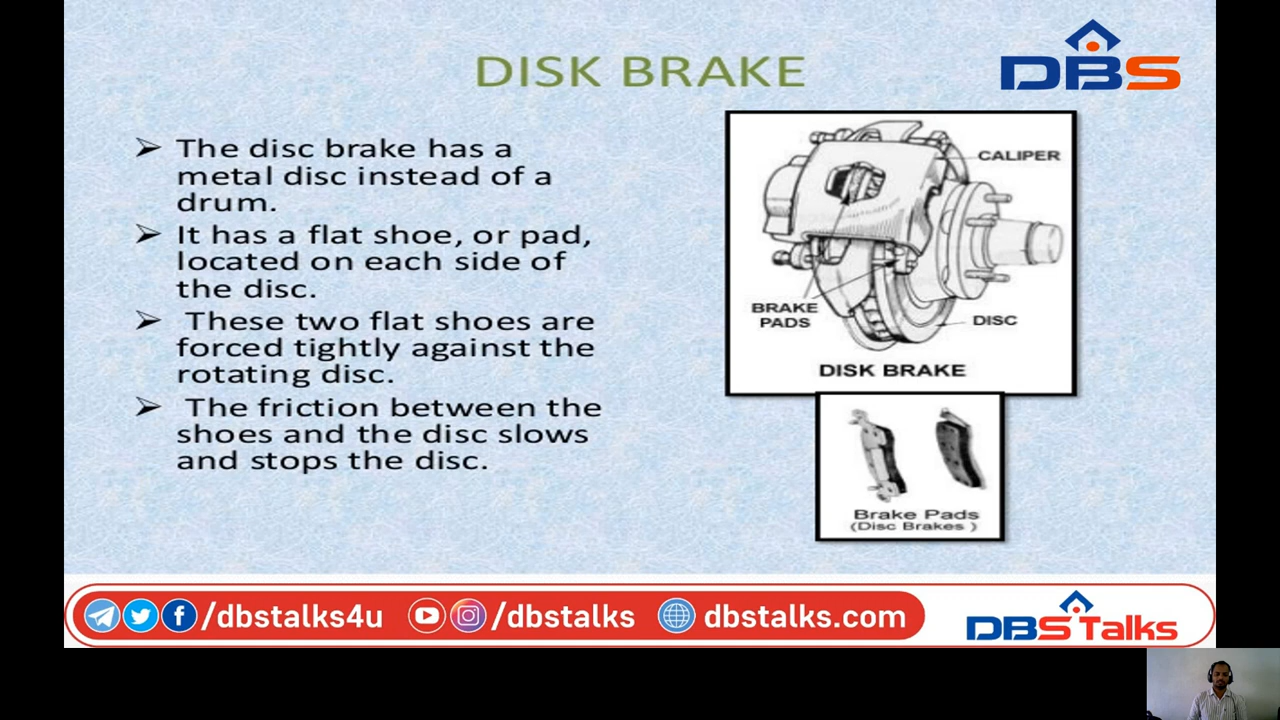 DISK BRAKE
DBS
➢ The disc brake has a
metal disc instead of a
drum.
➢ It has a flat shoe, or pad,
located on each side of
the disc.
➢ These two flat shoes are
forced tightly against the
rotating disc.
➢ The friction between the
shoes and the disc slows
and stops the disc.
CALIPER
BRAKE
PADS
DISC
DISK BRAKE
Brake Pads
(Disc Brakes )
/dbstalks4u
/dbstalks
dbstalks.com
DBS Talks